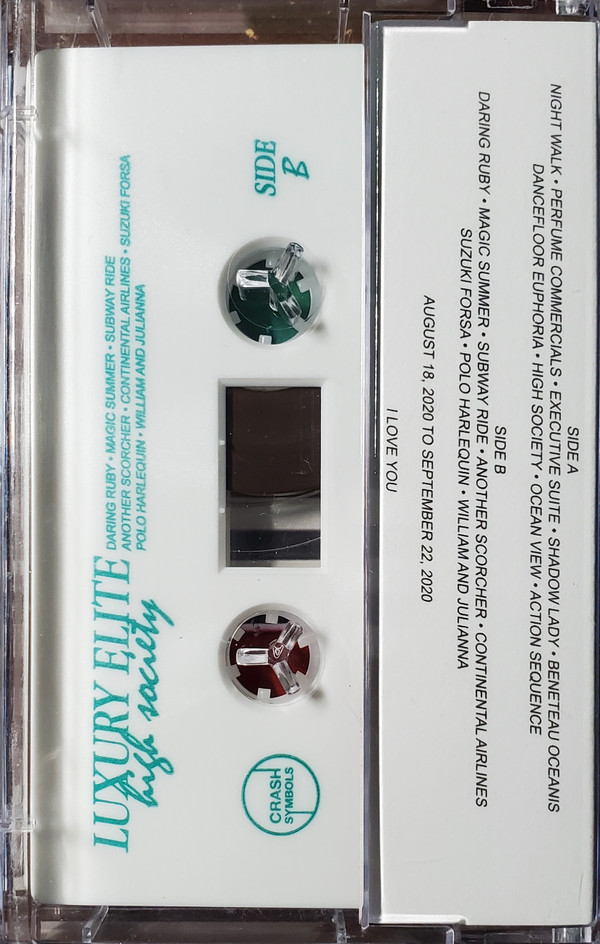 SIDE
B
LUXURY ELITE
high society
DARING RUBY • MAGIC SUMMER • SUBWAY RIDE
ANOTHER SCORCHER • CONTINENTAL AIRLINES • SUZUKI FORSA
POLO HARLEQUIN • WILLIAM AND JULIANNA
CRASH
SYMBOLS
SIDE A
NIGHT WALK • PERFUME COMMERCIALS • EXECUTIVE SUITE • SHADOW LADY • BENETEAU OCEANIS
DANCEFLOOR EUPHORIA • HIGH SOCIETY • OCEAN VIEW • ACTION SEQUENCE
SIDE B
DARING RUBY • MAGIC SUMMER • SUBWAY RIDE • ANOTHER SCORCHER • CONTINENTAL AIRLINES
SUZUKI FORSA • POLO HARLEQUIN • WILLIAM AND JULIANNA
AUGUST 18, 2020 TO SEPTEMBER 22, 2020
I LOVE YOU